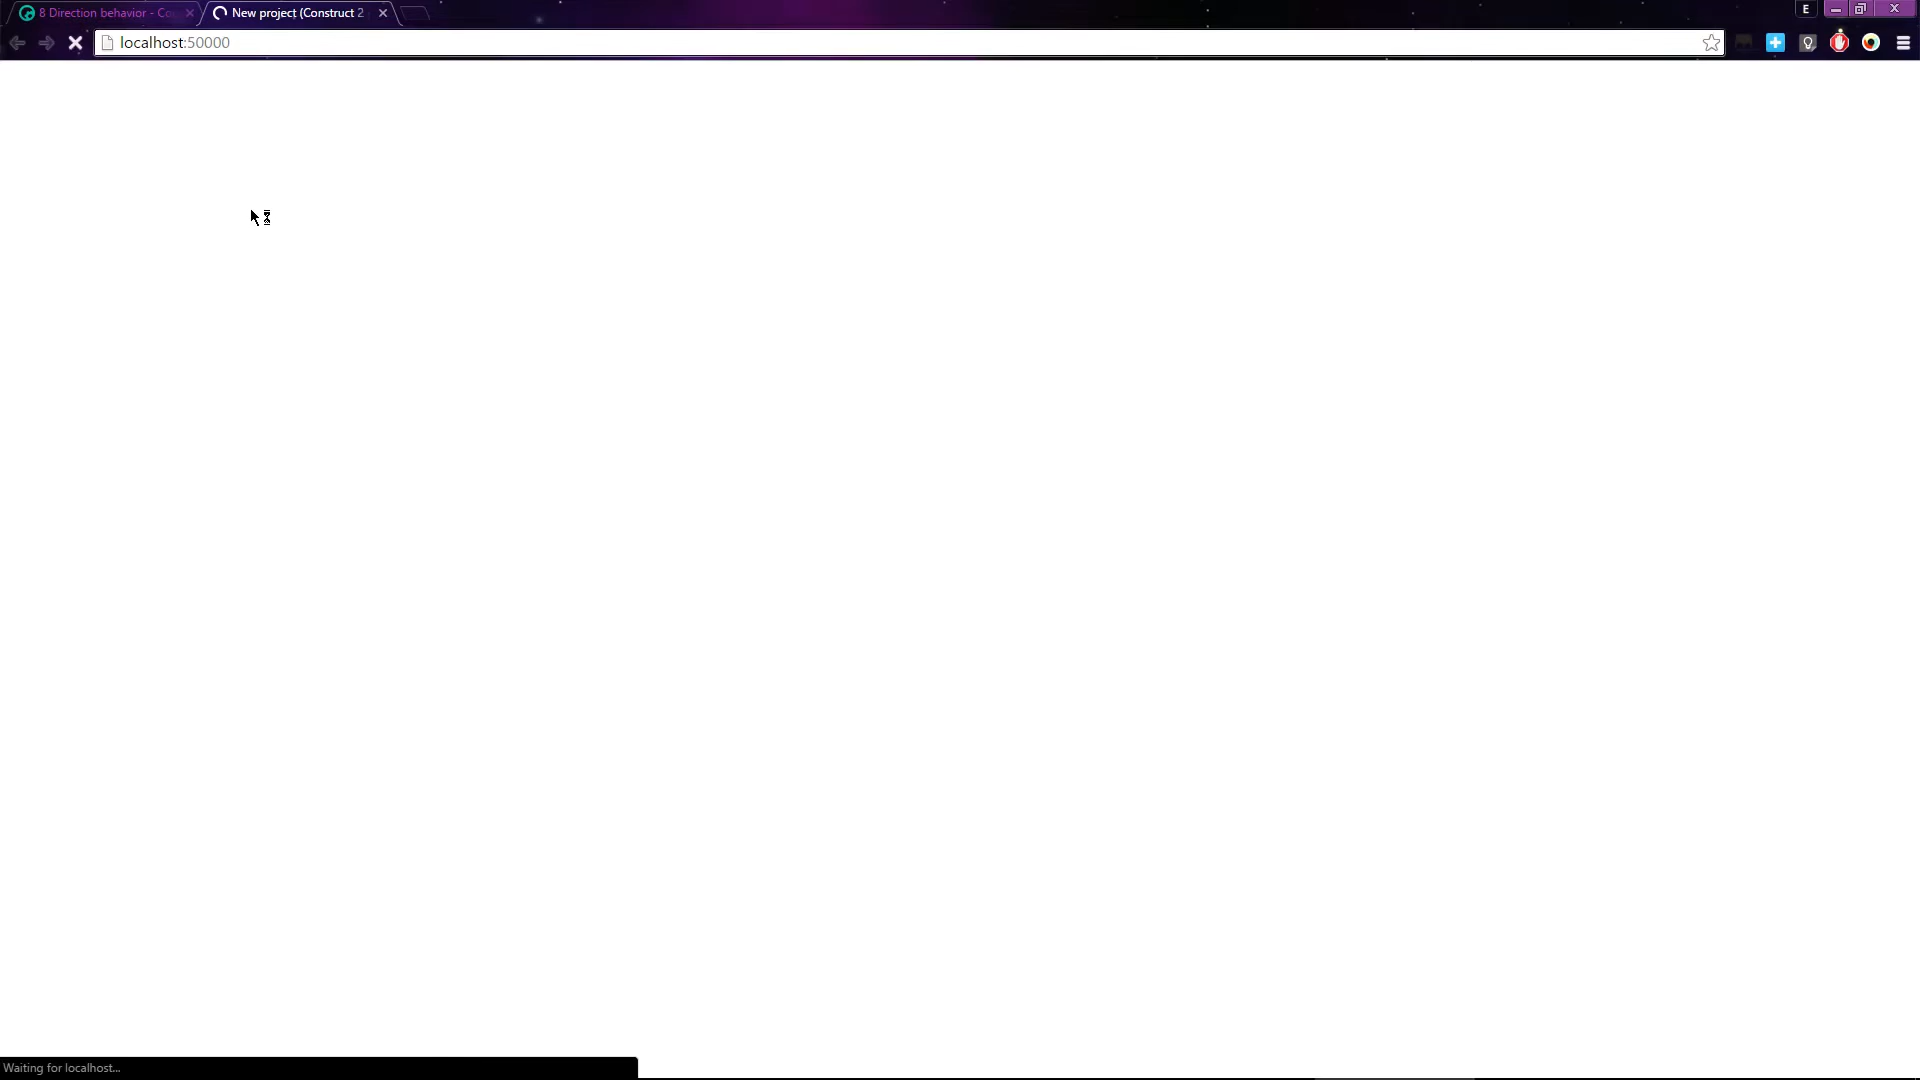 8 Direction behavior - Co
New project (Construct 2
E
localhost:50000
Waiting for localhost...